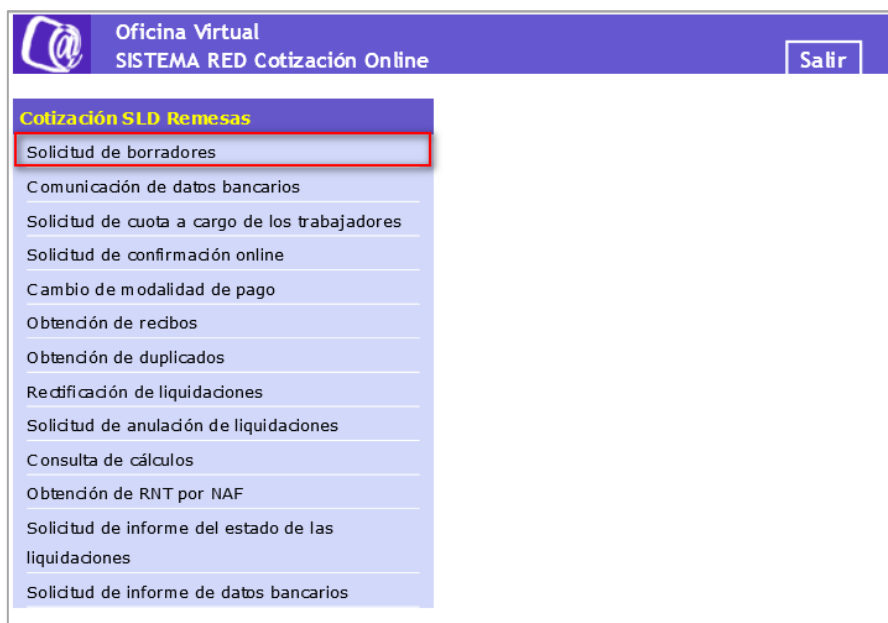 Oficina Virtual
SISTEMA RED Cotización Online
Salir
Cotización SLD Remesas
Solicitud de borradores
Comunicación de datos bancarios
Solicitud de cuota a cargo de los trabajadores
Solicitud de confirmación online
Cambio de modalidad de pago
Obtención de recibos
Obtención de duplicados
Rectificación de liquidaciones
Solicitud de anulación de liquidaciones
Consulta de cálculos
Obtención de RNT por NAF
Solicitud de informe del estado de las
liquidaciones
Solicitud de informe de datos bancarios